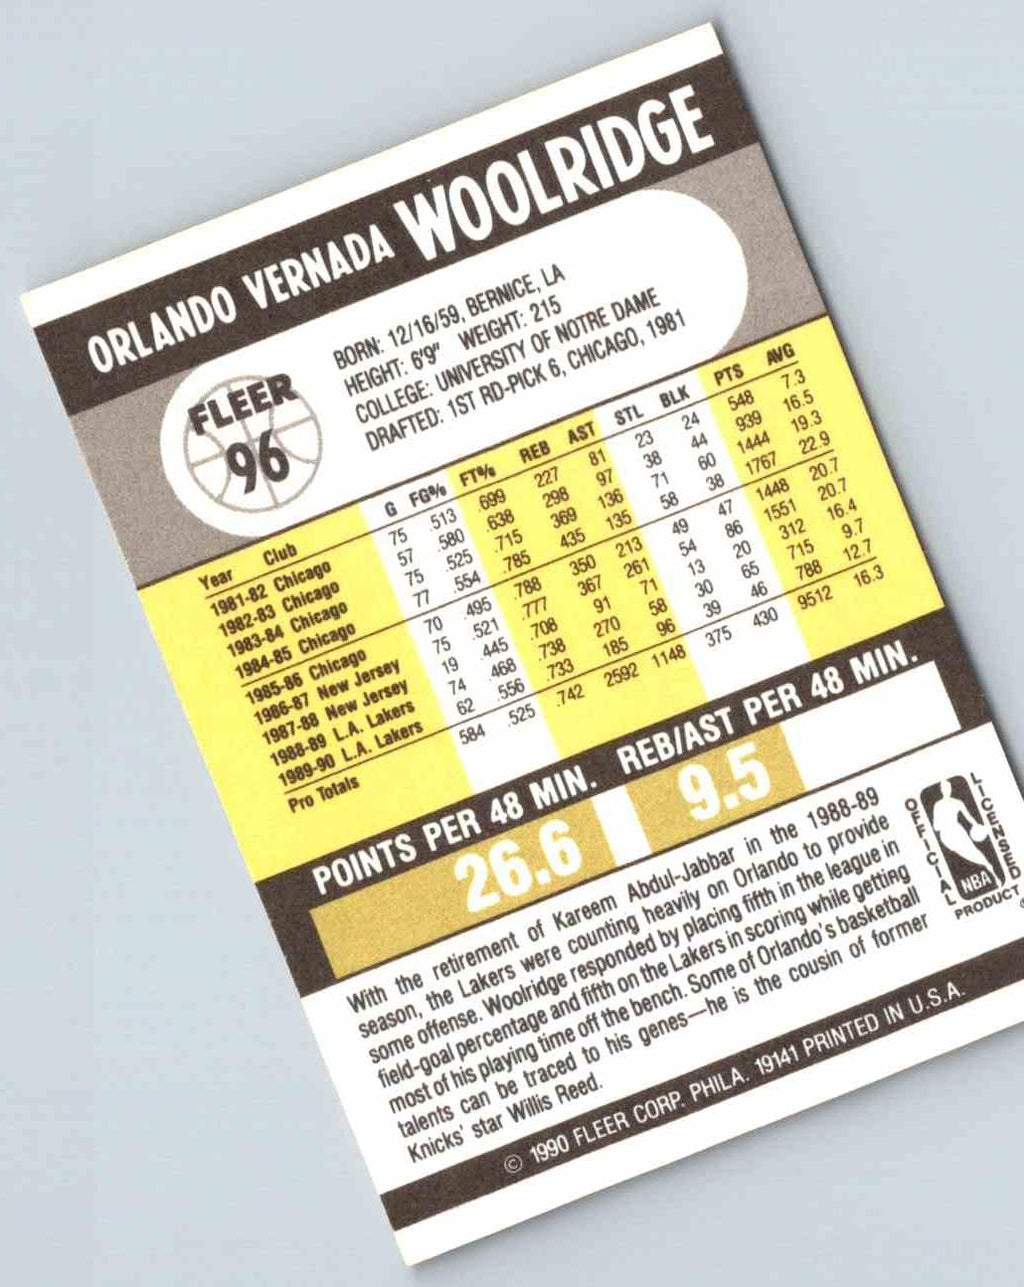 ORLANDO VERNADA WOOLRIDGE
FLEER
96
BORN: 12/16/59, BERNICE, LA
HEIGHT: 6'9" WEIGHT: 215
COLLEGE: UNIVERSITY OF NOTRE DAME
DRAFTED: 1ST RD-PICK 6, CHICAGO, 1981
Year Club G FG% FT% REB AST STL BLK PTS AVG
1981-82 Chicago 75 .513 .699 227 81 23 24 548 7.3
1982-83 Chicago 57 .580 .638 298 97 38 44 939 16.5
1983-84 Chicago 75 .525 .715 369 136 71 60 1444 19.3
1984-85 Chicago 77 .554 .785 435 135 58 38 1767 22.9
1985-86 Chicago 70 .495 .788 350 213 49 47 1448 20.7
1986-87 New Jersey 75 .521 .777 367 261 54 86 1551 20.7
1987-88 New Jersey 19 .445 .708 91 71 13 20 312 16.4
1988-89 L.A. Lakers 74 .468 .738 270 58 30 65 715 9.7
1989-90 L.A. Lakers 62 .556 .733 185 96 39 46 788 12.7
Pro Totals 584 .525 .742 2592 1148 375 430 9512 16.3
POINTS PER 48 MIN. REB/AST PER 48 MIN.
26.6 9.5
With the retirement of Kareem Abdul-Jabbar in the 1988-89
season, the Lakers were counting heavily on Orlando to provide
some offense. Woolridge responded by placing fifth in the league in
field-goal percentage and fifth on the Lakers in scoring while getting
most of his playing time off the bench. Some of Orlando's basketball
talents can be traced to his genes—he is the cousin of former
Knicks' star Willis Reed.
OFFICIAL LICENSED
NBA
PRODUCT ©
© 1990 FLEER CORP. PHILA. 19141 PRINTED IN U.S.A.